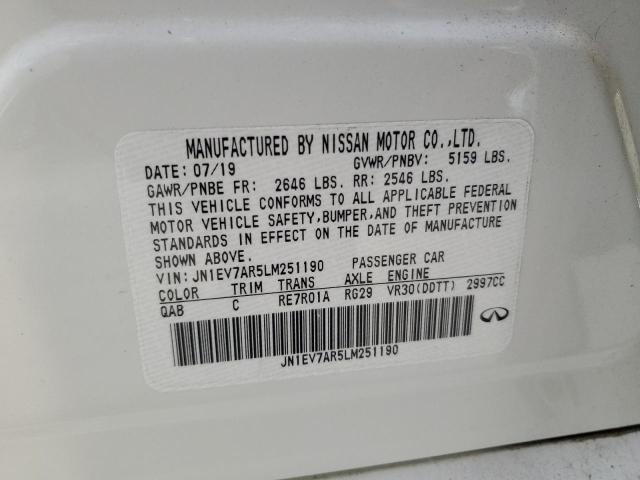 MANUFACTURED BY NISSAN MOTOR CO.,LTD.
DATE: 07/19 GVWR/PNBV: 5159 LBS.
GAWR/PNBE FR: 2646 LBS. RR: 2546 LBS.
THIS VEHICLE CONFORMS TO ALL APPLICABLE FEDERAL
MOTOR VEHICLE SAFETY,BUMPER,AND THEFT PREVENTION
STANDARDS IN EFFECT ON THE DATE OF MANUFACTURE
SHOWN ABOVE.
VIN: JN1EV7AR5LM251190 PASSENGER CAR
COLOR TRIM TRANS AXLE ENGINE
QAB C RE7R01A RG29 VR30(DDTT) 2997CC
JN1EV7AR5LM251190